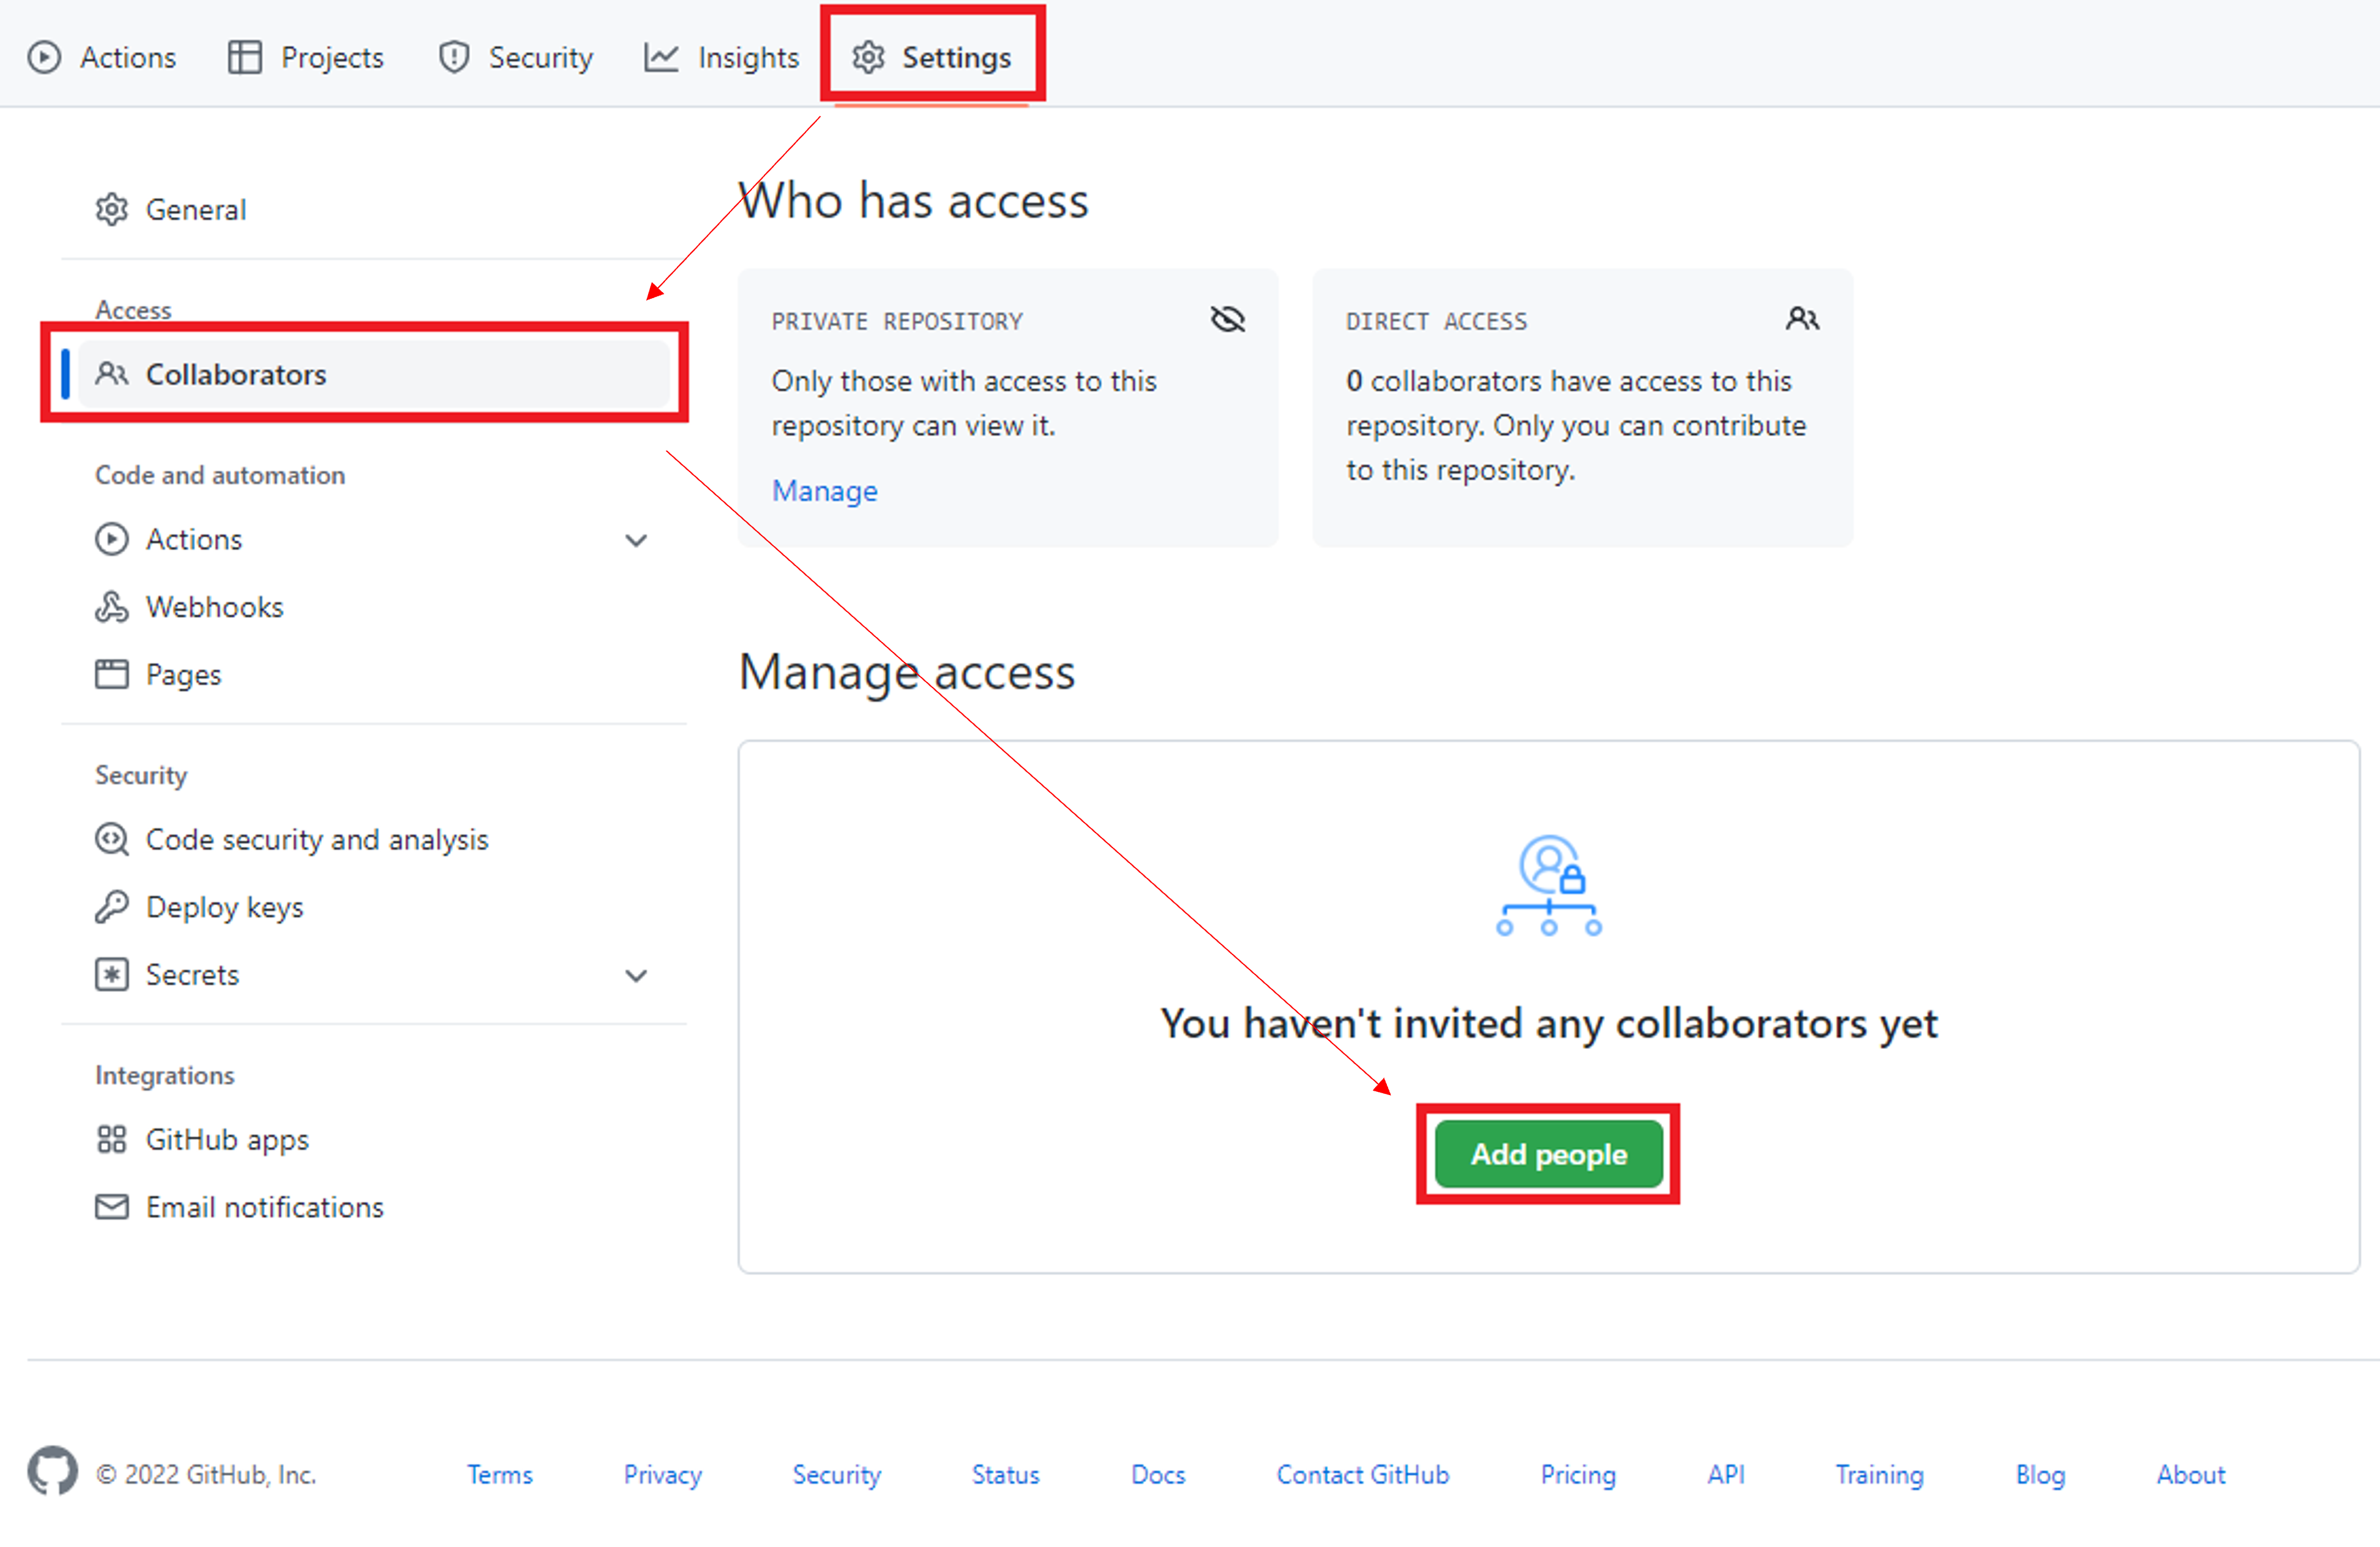 Actions Projects Security Insights Settings
General
Access
Collaborators
Code and automation
Actions
Webhooks
Pages
Security
Code security and analysis
Deploy keys
Secrets
Integrations
GitHub apps
Email notifications
Who has access
PRIVATE REPOSITORY
Only those with access to this
repository can view it.
Manage
DIRECT ACCESS
0 collaborators have access to this
repository. Only you can contribute
to this repository.
Manage access
You haven't invited any collaborators yet
Add people
© 2022 GitHub, Inc. Terms Privacy Security Status Docs Contact GitHub Pricing API Training Blog About